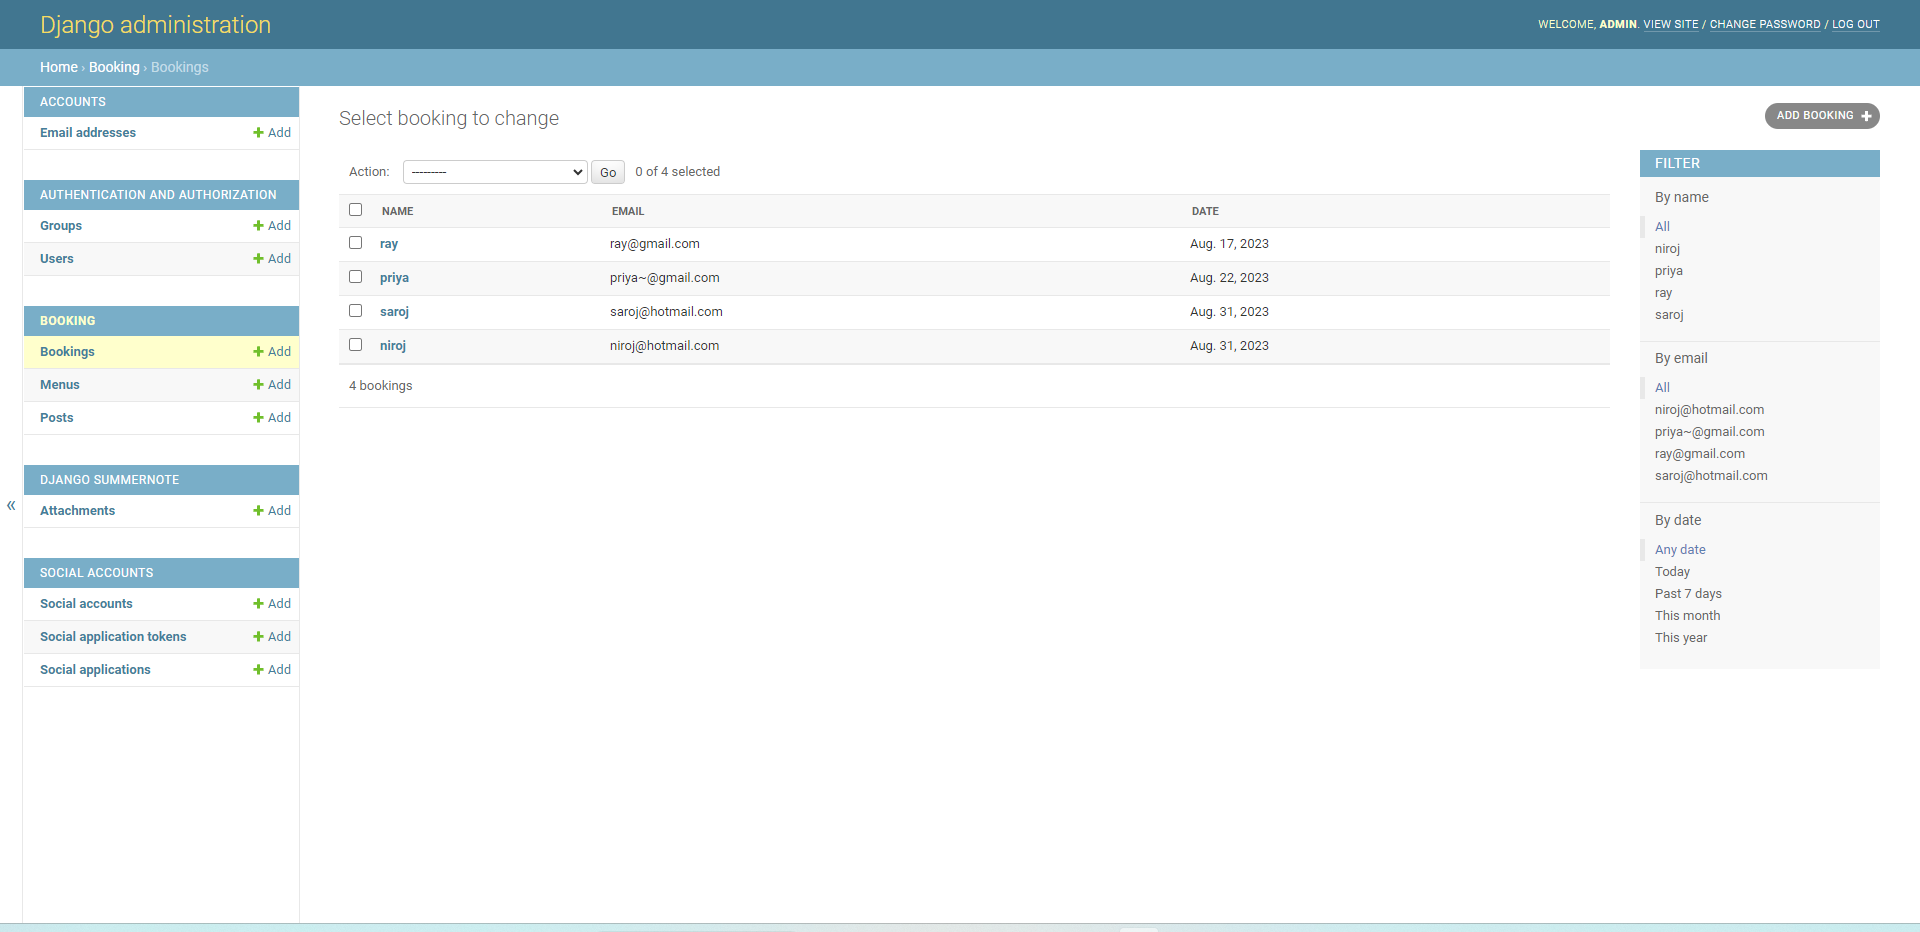 Django administration
WELCOME, ADMIN. VIEW SITE / CHANGE PASSWORD / LOG OUT
Home › Booking › Bookings
ACCOUNTS
Email addresses + Add
AUTHENTICATION AND AUTHORIZATION
Groups + Add
Users + Add
BOOKING
Bookings + Add
Menus + Add
Posts + Add
DJANGO SUMMERNOTE
Attachments + Add
SOCIAL ACCOUNTS
Social accounts + Add
Social application tokens + Add
Social applications + Add
«
Select booking to change
ADD BOOKING +
Action: --------- Go 0 of 4 selected
NAME EMAIL DATE
ray ray@gmail.com Aug. 17, 2023
priya priya~@gmail.com Aug. 22, 2023
saroj saroj@hotmail.com Aug. 31, 2023
niroj niroj@hotmail.com Aug. 31, 2023
4 bookings
FILTER
By name
All
niroj
priya
ray
saroj
By email
All
niroj@hotmail.com
priya~@gmail.com
ray@gmail.com
saroj@hotmail.com
By date
Any date
Today
Past 7 days
This month
This year